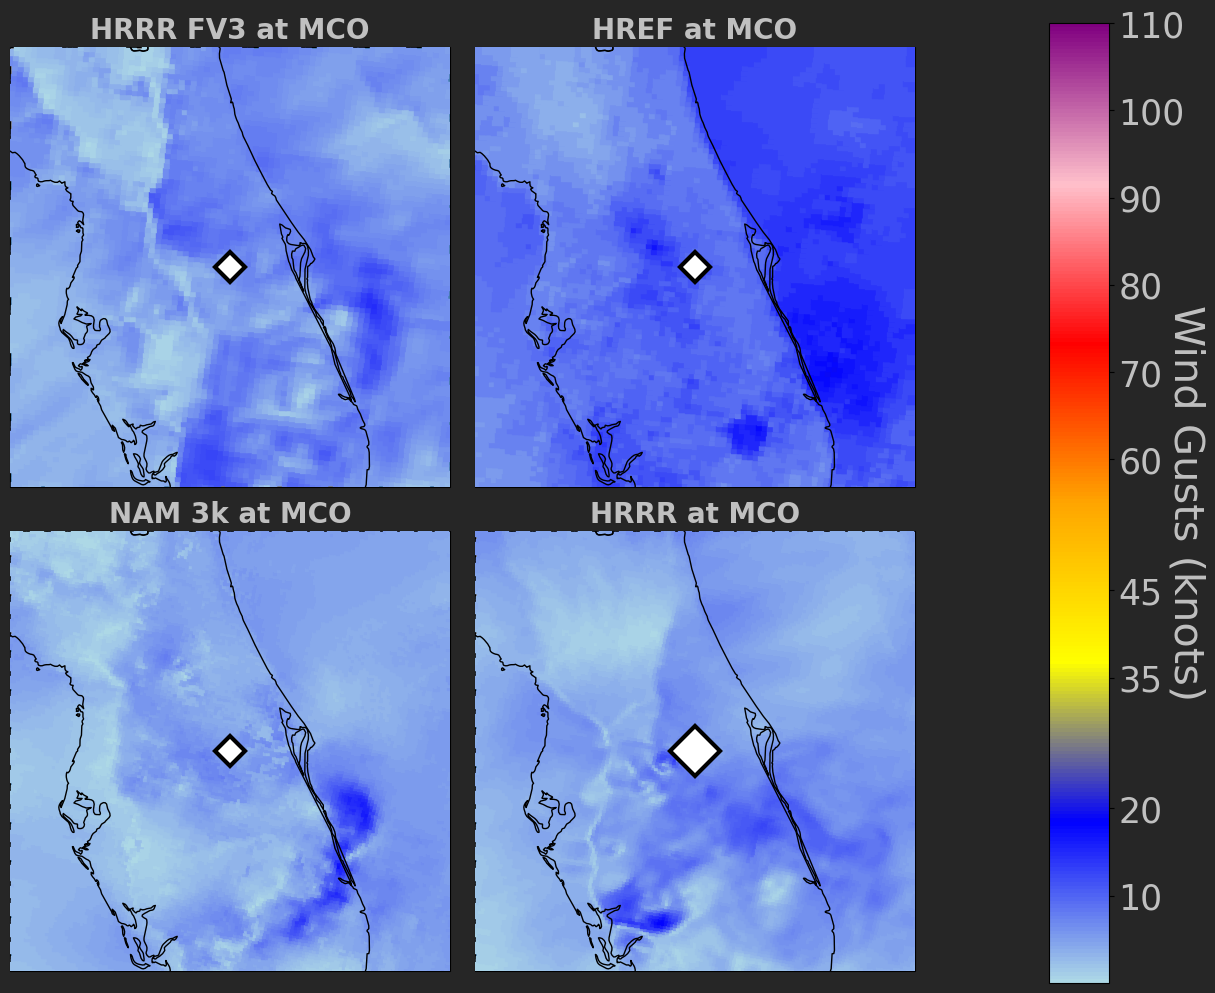 HRRR FV3 at MCO
HREF at MCO
NAM 3k at MCO
HRRR at MCO
110
100
90
80
70
60
45
35
20
10
Wind Gusts (knots)